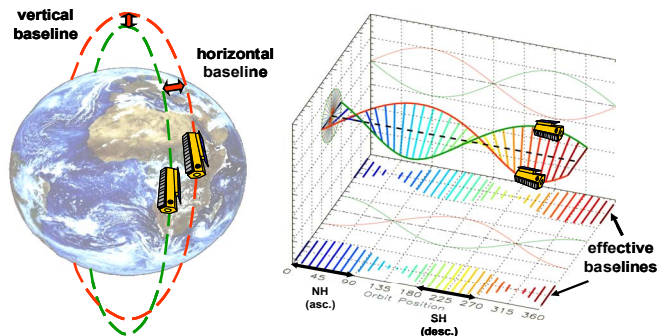 vertical
baseline
horizontal
baseline
effective
baselines
0 45 90 135 180 225 270 315 360
Orbit Position
NH
(asc.)
SH
(desc.)